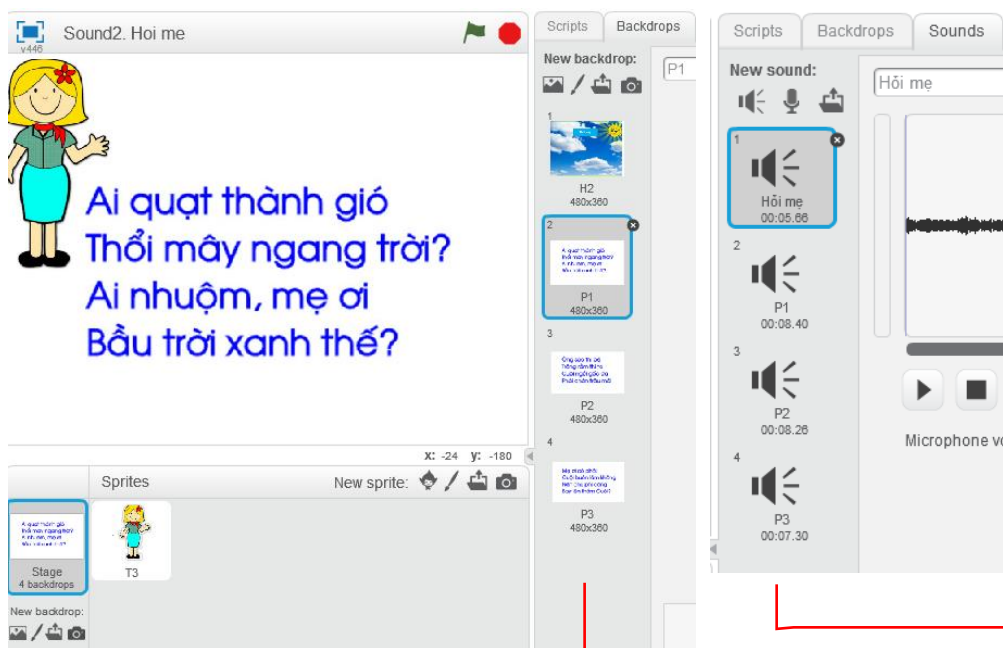 v446
Sound2. Hoi me
Ai quạt thành gió
Thổi mây ngang trời?
Ai nhuộm, mẹ ơi
Bầu trời xanh thế?
X: -24 y: -180
Sprites
New sprite:
Stage
4 backdrops
New backdrop:
T3
Scripts
Backdrops
New backdrop:
P1
1
H2
480x360
2
P1
480x360
3
P2
480x360
4
P3
480x360
Scripts
Backdrops
Sounds
New sound:
Hỏi mẹ
1
Hỏi mẹ
00:05.66
2
P1
00:08.40
3
P2
00:08.26
4
P3
00:07.30
Microphone vo